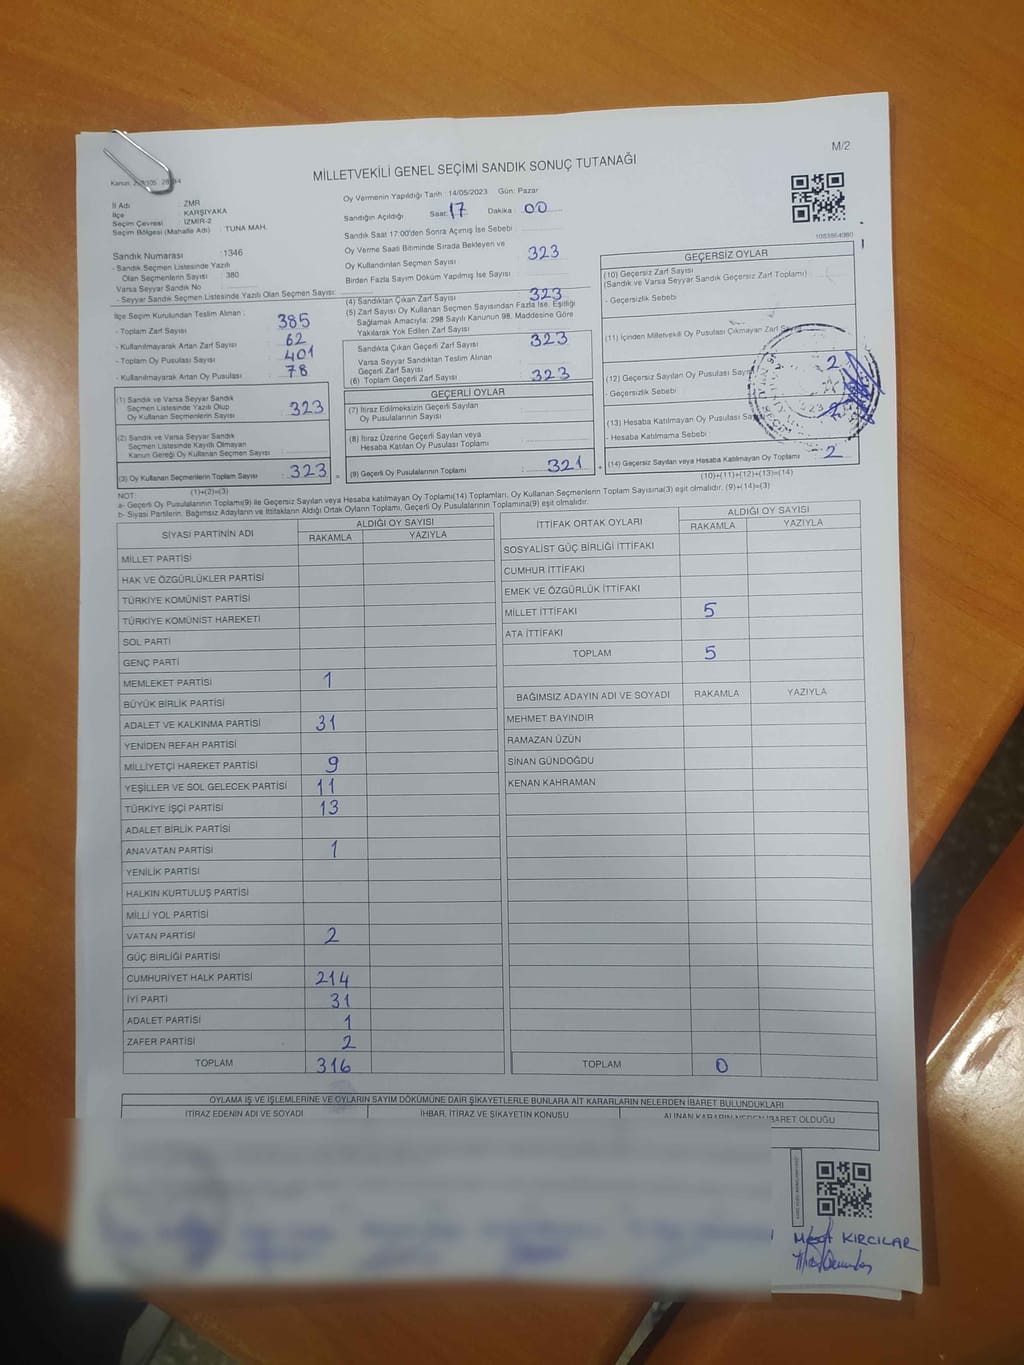 M/2
MİLLETVEKİLİ GENEL SEÇİMİ SANDIK SONUÇ TUTANAĞI
İl Adı : ZMR
İlçe KARŞIYAKA
Seçim Çevresi : İZMİR-2
Seçim Bölgesi (Mahalle Adı) : TUNA MAH.
Sandık Numarası :1346
- Sandık Seçmen Listesinde Yazılı
Olan Seçmenlerin Sayısı : 380
Varsa Seyyar Sandık No
- Seyyar Sandık Seçmen Listesinde Yazılı Olan Seçmen Sayısı:
İlçe Seçim Kurulundan Teslim Alınan :
- Toplam Zarf Sayısı 385
- Kullanılmayarak Artan Zarf Sayısı 62
- Toplam Oy Pusulası Sayısı 401
- Kullanılmayarak Artan Oy Pusulası 78
(1) Sandık ve Varsa Seyyar Sandık
Seçmen Listesinde Yazılı Olup
Oy Kullanan Seçmenlerin Sayısı 323
(2) Sandık ve Varsa Seyyar Sandık
Seçmen Listesinde Kayıtlı Olmayan
Kanun Gereği Oy Kullanan Seçmen Sayısı
(3) Oy Kullanan Seçmenlerin Toplam Sayısı : 323 =
(1)+(2)=(3)
Oy Vermenin Yapıldığı Tarih : 14/05/2023 Gün: Pazar
Sandığın Açıldığı Saat: 17 Dakika : 00
Sandık Saat 17:00'den Sonra Açımış İse Sebebi :
Oy Verme Saati Bitiminde Sırada Bekleyen ve
Oy Kullandırılan Seçmen Sayısı : 323
Birden Fazla Sayım Döküm Yapılmış İse Sayısı :
(4) Sandıktan Çıkan Zarf Sayısı 323
(5) Zarf Sayısı Oy Kullanan Seçmen Sayısından Fazla İse, Eşitliği
Sağlamak Amacıyla; 298 Sayılı Kanunun 98. Maddesine Göre
Yakılarak Yok Edilen Zarf Sayısı
Sandıkta Çıkan Geçerli Zarf Sayısı 323
Varsa Seyyar Sandıktan Teslim Alınan
Geçerli Zarf Sayısı
(6) Toplam Geçerli Zarf Sayısı 323
GEÇERLİ OYLAR
(7) İtiraz Edilmeksizin Geçerli Sayılan
Oy Pusulalarının Sayısı
(8) İtiraz Üzerine Geçerli Sayılan veya
Hesaba Katılan Oy Pusulası Toplamı
(9) Geçerli Oy Pusulalarının Toplamı : 321 +
1083864980
GEÇERSİZ OYLAR
(10) Geçersiz Zarf Sayısı
(Sandık ve Varsa Seyyar Sandık Geçersiz Zarf Toplamı)
- Geçersizlik Sebebi
(11) İçinden Milletvekili Oy Pusulası Çıkmayan Zarf
(12) Geçersiz Sayılan Oy Pusulası 2
- Geçersizlik Sebebi :
(13) Hesaba Katılmayan Oy Pusulası 2
- Hesaba Katılmama Sebebi :
(14) Geçersiz Sayılan veya Hesaba Katılmayan Oy Toplamı 2
(10)+(11)+(12)+(13)=(14)
NOT:
a- Geçerli Oy Pusulalarının Toplamı(9) ile Geçersiz Sayılan veya Hesaba katılmayan Oy Toplamı(14) Toplamları, Oy Kullanan Seçmenlerin Toplam Sayısına(3) eşit olmalıdır. (9)+(14)=(3)
b- Siyasi Partilerin, Bağımsız Adayların ve İttifakların Aldığı Ortak Oyların Toplamı, Geçerli Oy Pusulalarının Toplamına(9) eşit olmalıdır.
SİYASİ PARTİNİN ADI
ALDIĞI OY SAYISI
RAKAMLA YAZIYLA
MİLLET PARTİSİ
HAK VE ÖZGÜRLÜKLER PARTİSİ
TÜRKİYE KOMÜNİST PARTİSİ
TÜRKİYE KOMÜNİST HAREKETİ
SOL PARTİ
GENÇ PARTİ
MEMLEKET PARTİSİ 1
BÜYÜK BİRLİK PARTİSİ
ADALET VE KALKINMA PARTİSİ 31
YENİDEN REFAH PARTİSİ
MİLLİYETÇİ HAREKET PARTİSİ 9
YEŞİLLER VE SOL GELECEK PARTİSİ 11
TÜRKİYE İŞÇİ PARTİSİ 13
ADALET BİRLİK PARTİSİ
ANAVATAN PARTİSİ 1
YENİLİK PARTİSİ
HALKIN KURTULUŞ PARTİSİ
MİLLİ YOL PARTİSİ
VATAN PARTİSİ 2
GÜÇ BİRLİĞİ PARTİSİ
CUMHURİYET HALK PARTİSİ 214
İYİ PARTİ 31
ADALET PARTİSİ 1
ZAFER PARTİSİ 2
TOPLAM 316
İTTİFAK ORTAK OYLARI
ALDIĞI OY SAYISI
RAKAMLA YAZIYLA
SOSYALİST GÜÇ BİRLİĞİ İTTİFAKI
CUMHUR İTTİFAKI
EMEK VE ÖZGÜRLÜK İTTİFAKI
MİLLET İTTİFAKI 5
ATA İTTİFAKI
TOPLAM 5
BAĞIMSIZ ADAYIN ADI VE SOYADI RAKAMLA YAZIYLA
MEHMET BAYINDIR
RAMAZAN ÜZÜN
SİNAN GÜNDOĞDU
KENAN KAHRAMAN
TOPLAM 0
OYLAMA İŞ VE İŞLEMLERİNE VE OYLARIN SAYIM DÖKÜMÜNE DAİR ŞİKAYETLERLE BUNLARA AİT KARARLARIN NELERDEN İBARET BULUNDUKLARI
İTİRAZ EDENİN ADI VE SOYADI İHBAR, İTİRAZ VE ŞİKAYETİN KONUSU ALINAN KARARIN NEDEN İBARET OLDUĞU
KIRCILAR